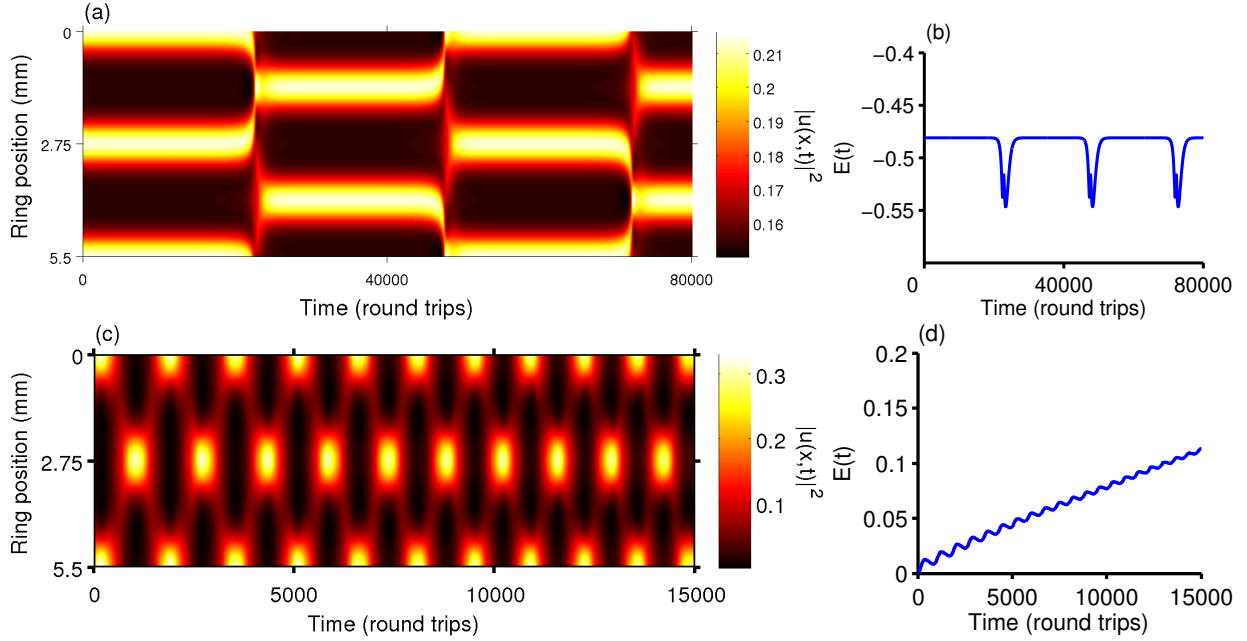 (a)
Ring position (mm)
0
2.75
5.5
0
40000
80000
Time (round trips)
0.21
0.20
0.19
0.18
0.17
0.16
|u(x,t)|²
(b)
E(t)
−0.4
−0.45
−0.5
−0.55
0
40000
80000
Time (round trips)
(c)
Ring position (mm)
0
2.75
5.5
0
5000
10000
15000
Time (round trips)
0.3
0.2
0.1
|u(x,t)|²
(d)
E(t)
0.2
0.15
0.1
0.05
0
0
5000
10000
15000
Time (round trips)